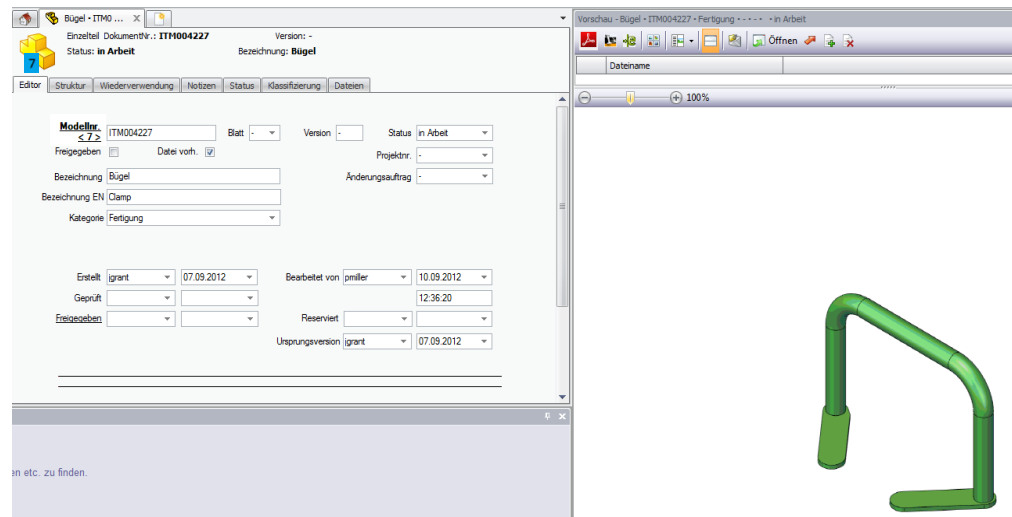 Bügel · ITM0 ... X
Vorschau - Bügel · ITM004227 · Fertigung · - · - · - · in Arbeit
Einzelteil DokumentNr.: ITM004227 Version: -
Status: in Arbeit Bezeichnung: Bügel
7
Öffnen
Dateiname
100%
Editor Struktur Wiederverwendung Notizen Status Klassifizierung Dateien
Modellnr. < 7 > ITM004227 Blatt - Version - Status in Arbeit
Freigegeben Datei vorh. Projektnr. -
Bezeichnung Bügel Änderungsauftrag -
Bezeichnung EN Clamp
Kategorie Fertigung
Erstellt jgrant 07.09.2012 Bearbeitet von pmiller 10.09.2012
Geprüft 12:36:20
Freigegeben Reserviert
Ursprungsversion jgrant 07.09.2012
en etc. zu finden.